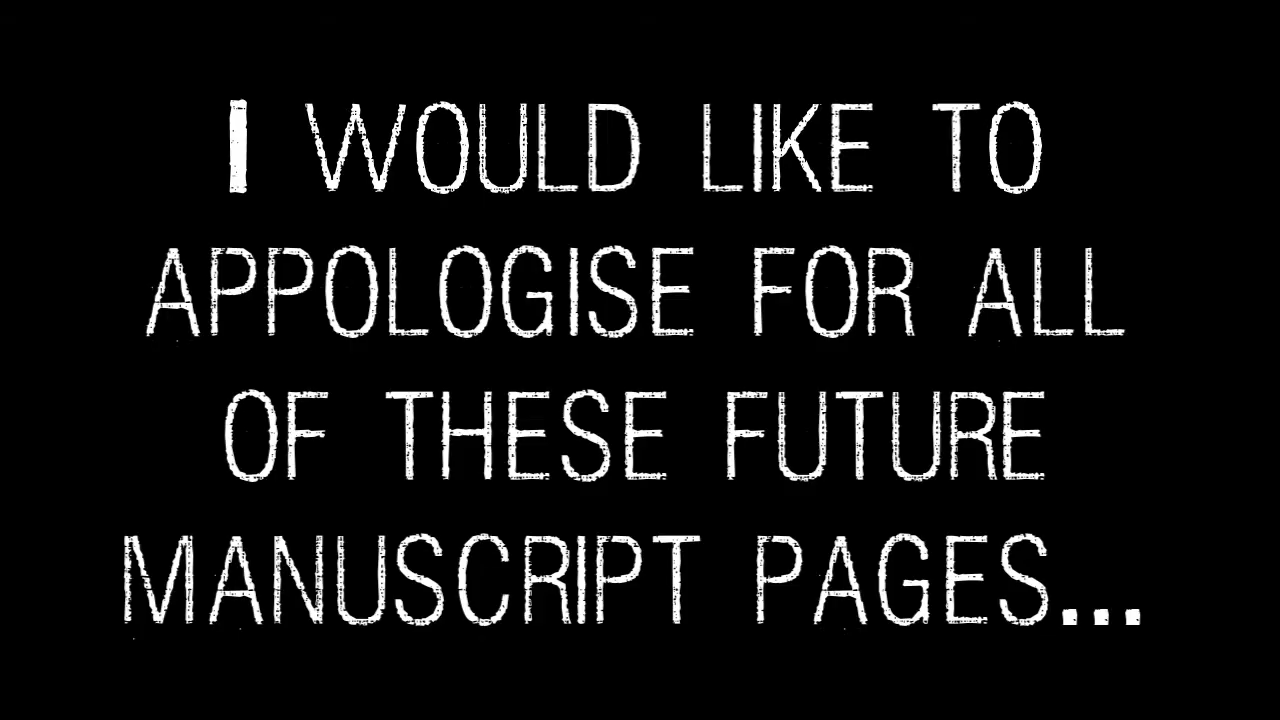 I WOULD LIKE TO
APPOLOGISE FOR ALL
OF THESE FUTURE
MANUSCRIPT PAGES...